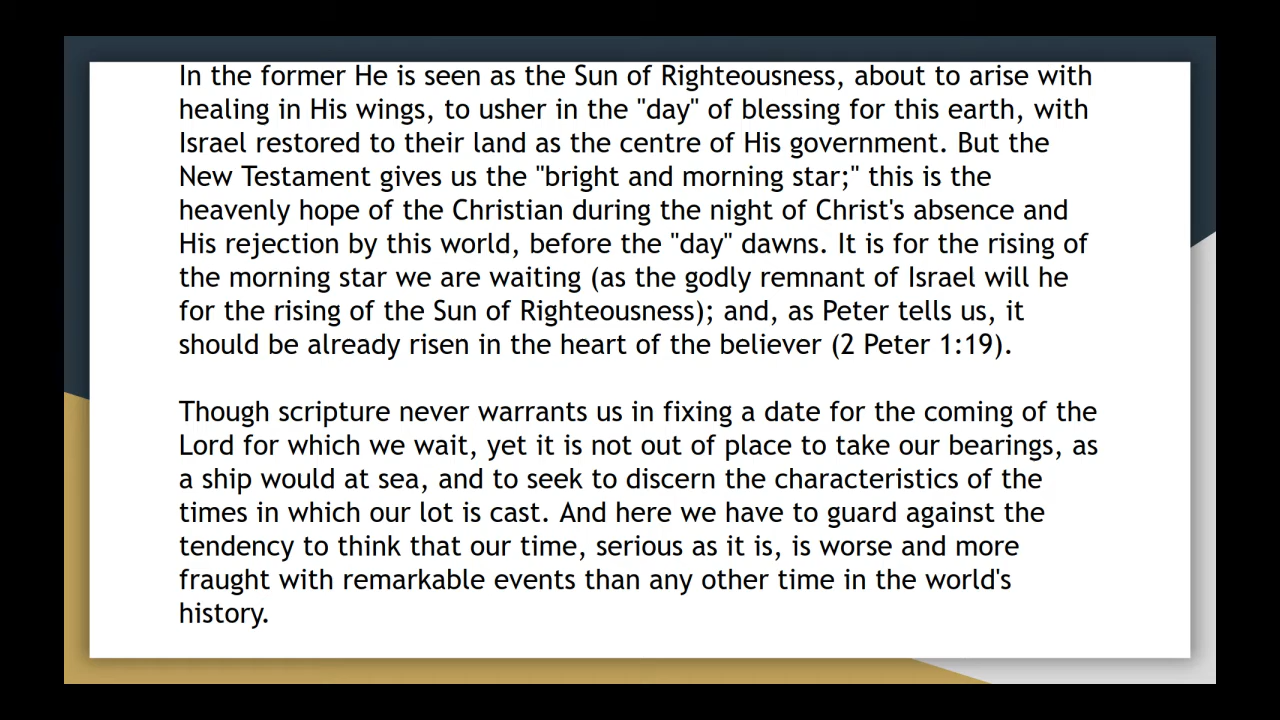 In the former He is seen as the Sun of Righteousness, about to arise with
healing in His wings, to usher in the "day" of blessing for this earth, with
Israel restored to their land as the centre of His government. But the
New Testament gives us the "bright and morning star;" this is the
heavenly hope of the Christian during the night of Christ's absence and
His rejection by this world, before the "day" dawns. It is for the rising of
the morning star we are waiting (as the godly remnant of Israel will he
for the rising of the Sun of Righteousness); and, as Peter tells us, it
should be already risen in the heart of the believer (2 Peter 1:19).

Though scripture never warrants us in fixing a date for the coming of the
Lord for which we wait, yet it is not out of place to take our bearings, as
a ship would at sea, and to seek to discern the characteristics of the
times in which our lot is cast. And here we have to guard against the
tendency to think that our time, serious as it is, is worse and more
fraught with remarkable events than any other time in the world's
history.